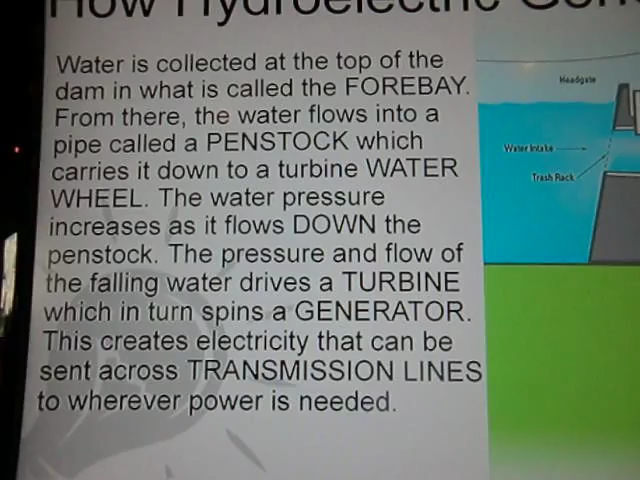 How Hydroelectric Gen
Water is collected at the top of the
dam in what is called the FOREBAY.
From there, the water flows into a
pipe called a PENSTOCK which
carries it down to a turbine WATER
WHEEL. The water pressure
increases as it flows DOWN the
penstock. The pressure and flow of
the falling water drives a TURBINE
which in turn spins a GENERATOR.
This creates electricity that can be
sent across TRANSMISSION LINES
to wherever power is needed.
Headgate
Water Intake
Trash Rack